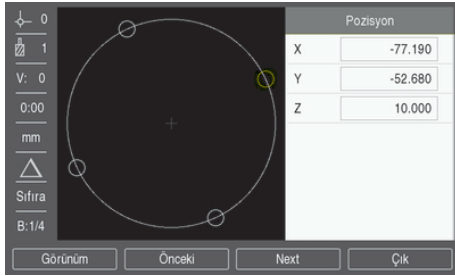 0
Pozisyon
1
X -77.190
V: 0
Y -52.680
0:00
Z 10.000
mm
Sıfıra
B:1/4
Görünüm Önceki Next Çık